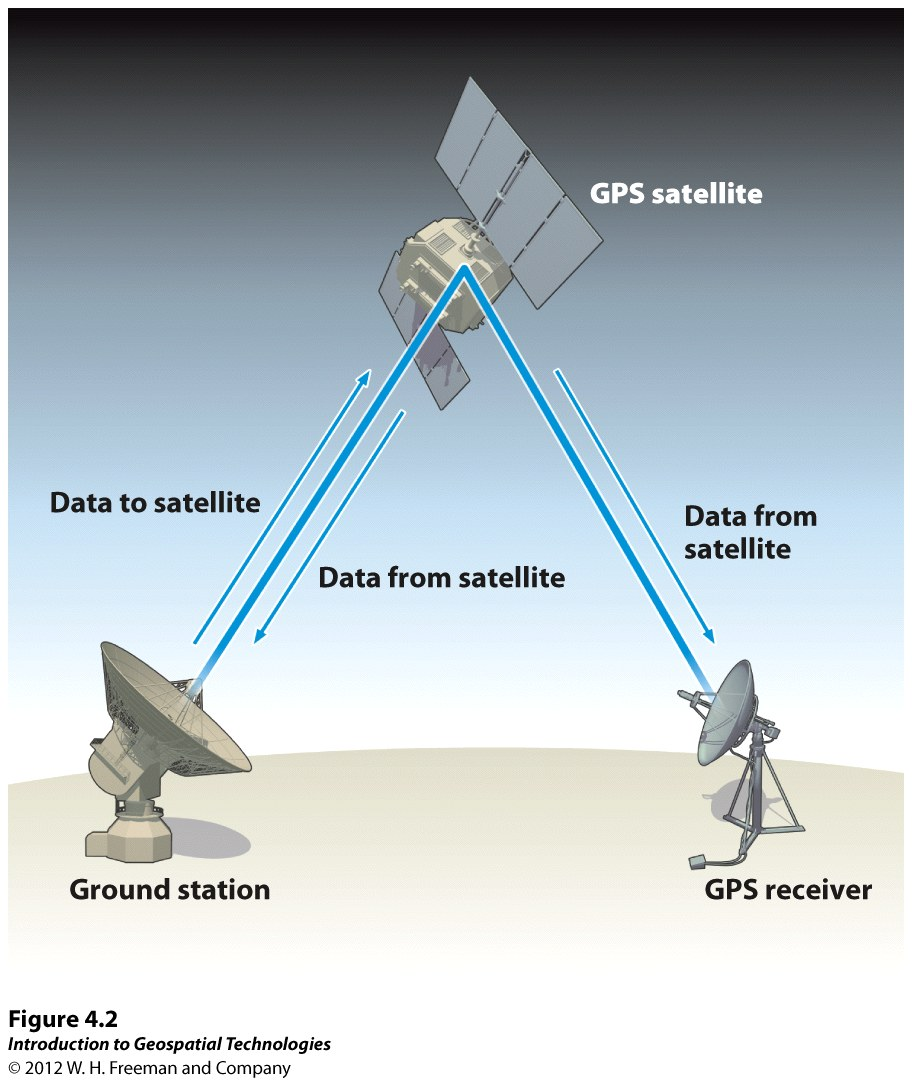 GPS satellite
Data to satellite
Data from satellite
Data from
satellite
Ground station
GPS receiver
Figure 4.2
Introduction to Geospatial Technologies
© 2012 W. H. Freeman and Company